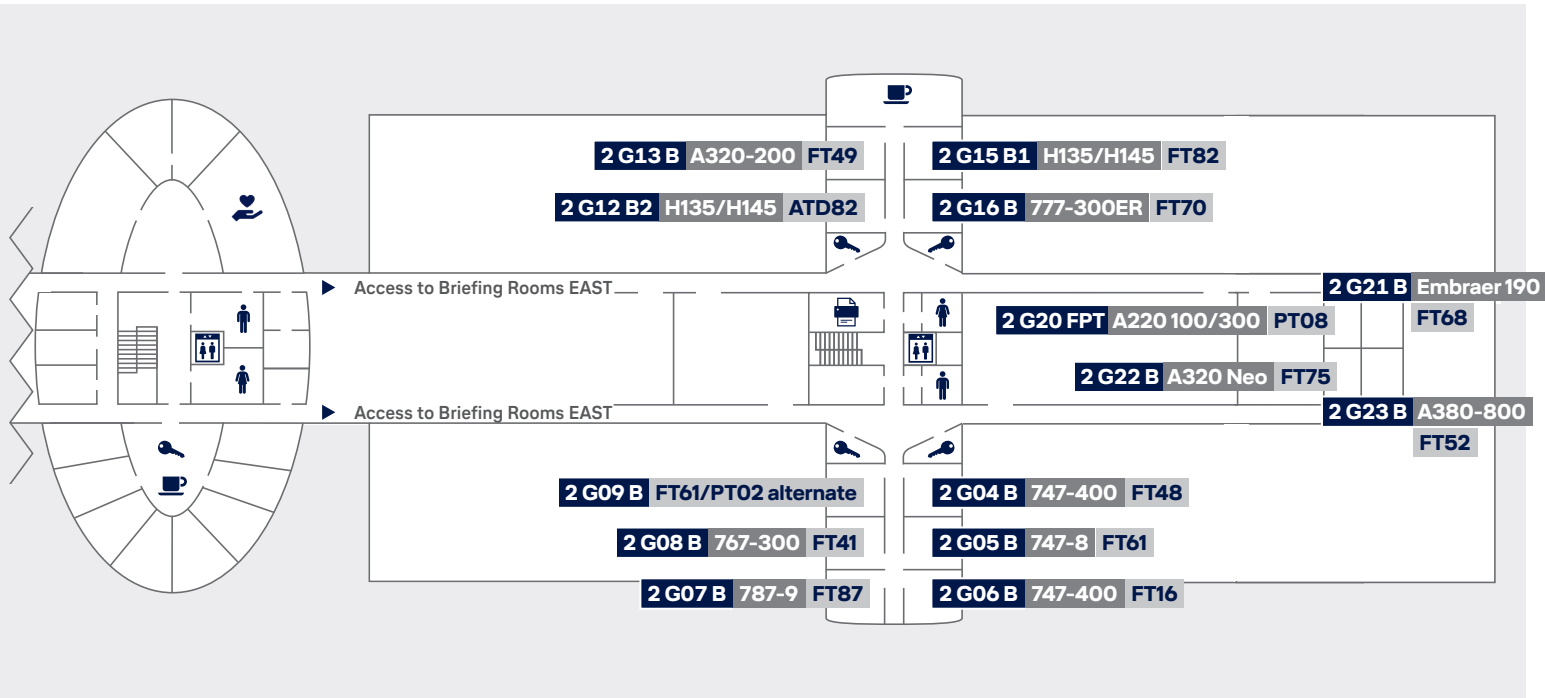 2 G13 B A320-200 FT49
2 G15 B1 H135/H145 FT82
2 G12 B2 H135/H145 ATD82
2 G16 B 777-300ER FT70
Access to Briefing Rooms EAST
2 G21 B Embraer 190
FT68
2 G20 FPT A220 100/300 PT08
2 G22 B A320 Neo FT75
Access to Briefing Rooms EAST
2 G23 B A380-800
FT52
2 G09 B FT61/PT02 alternate
2 G04 B 747-400 FT48
2 G08 B 767-300 FT41
2 G05 B 747-8 FT61
2 G07 B 787-9 FT87
2 G06 B 747-400 FT16